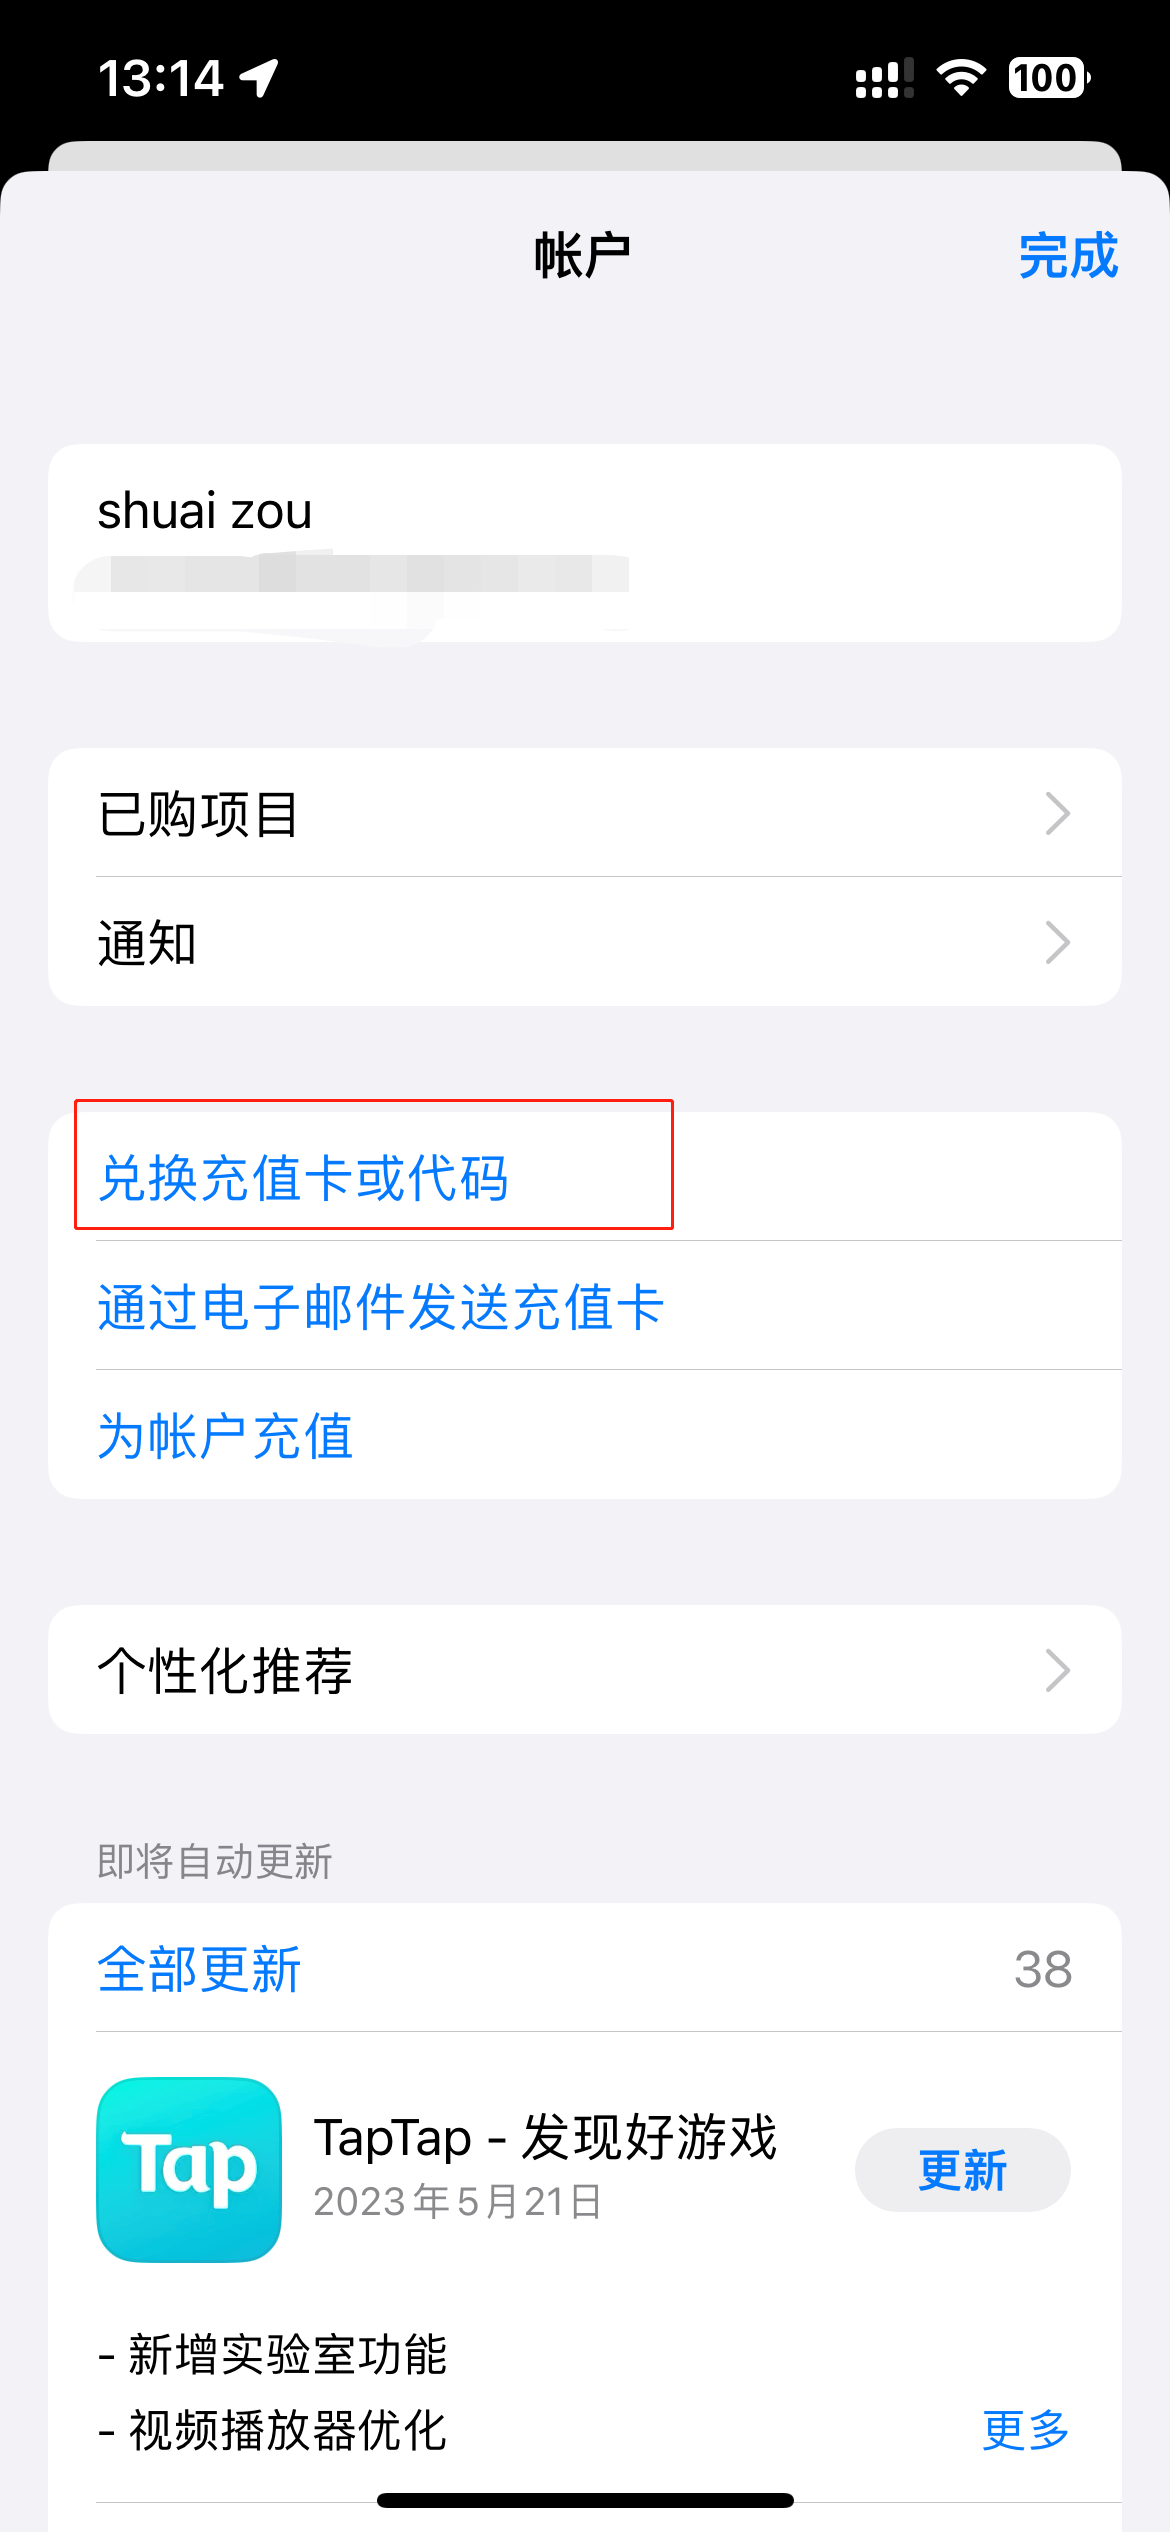 13:14
100
帐户
完成
shuai zou
已购项目
通知
兑换充值卡或代码
通过电子邮件发送充值卡
为帐户充值
个性化推荐
即将自动更新
全部更新
38
Tap
TapTap - 发现好游戏
2023年5月21日
更新
- 新增实验室功能
- 视频播放器优化
更多